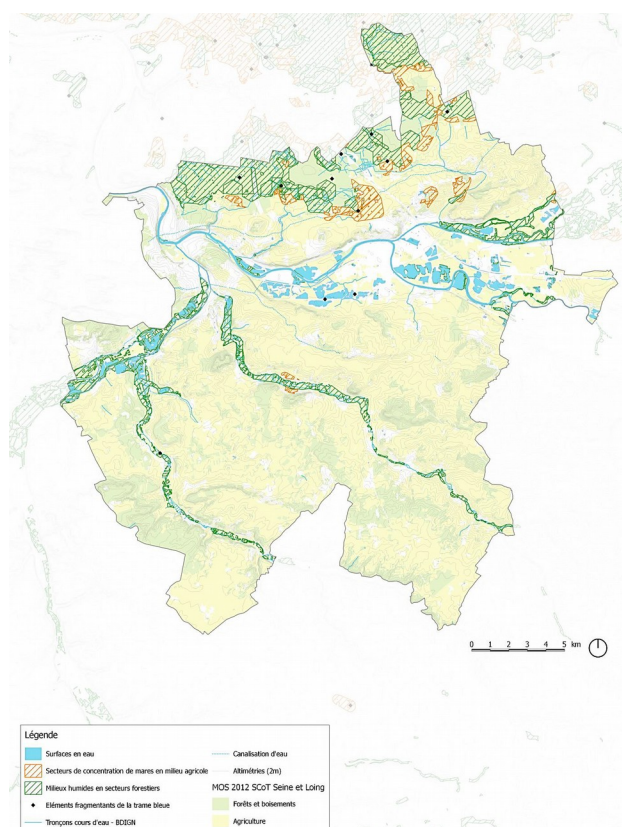 0 1 2 3 4 5 km
Légende
Surfaces en eau
Secteurs de concentration de mares en milieu agricole
Milieux humides en secteurs forestiers
Eléments fragmentants de la trame bleue
Tronçons cours d'eau - BDIGN
Canalisation d'eau
Altimétries (2m)
MOS 2012 SCoT Seine et Loing
Forêts et boisements
Agriculture